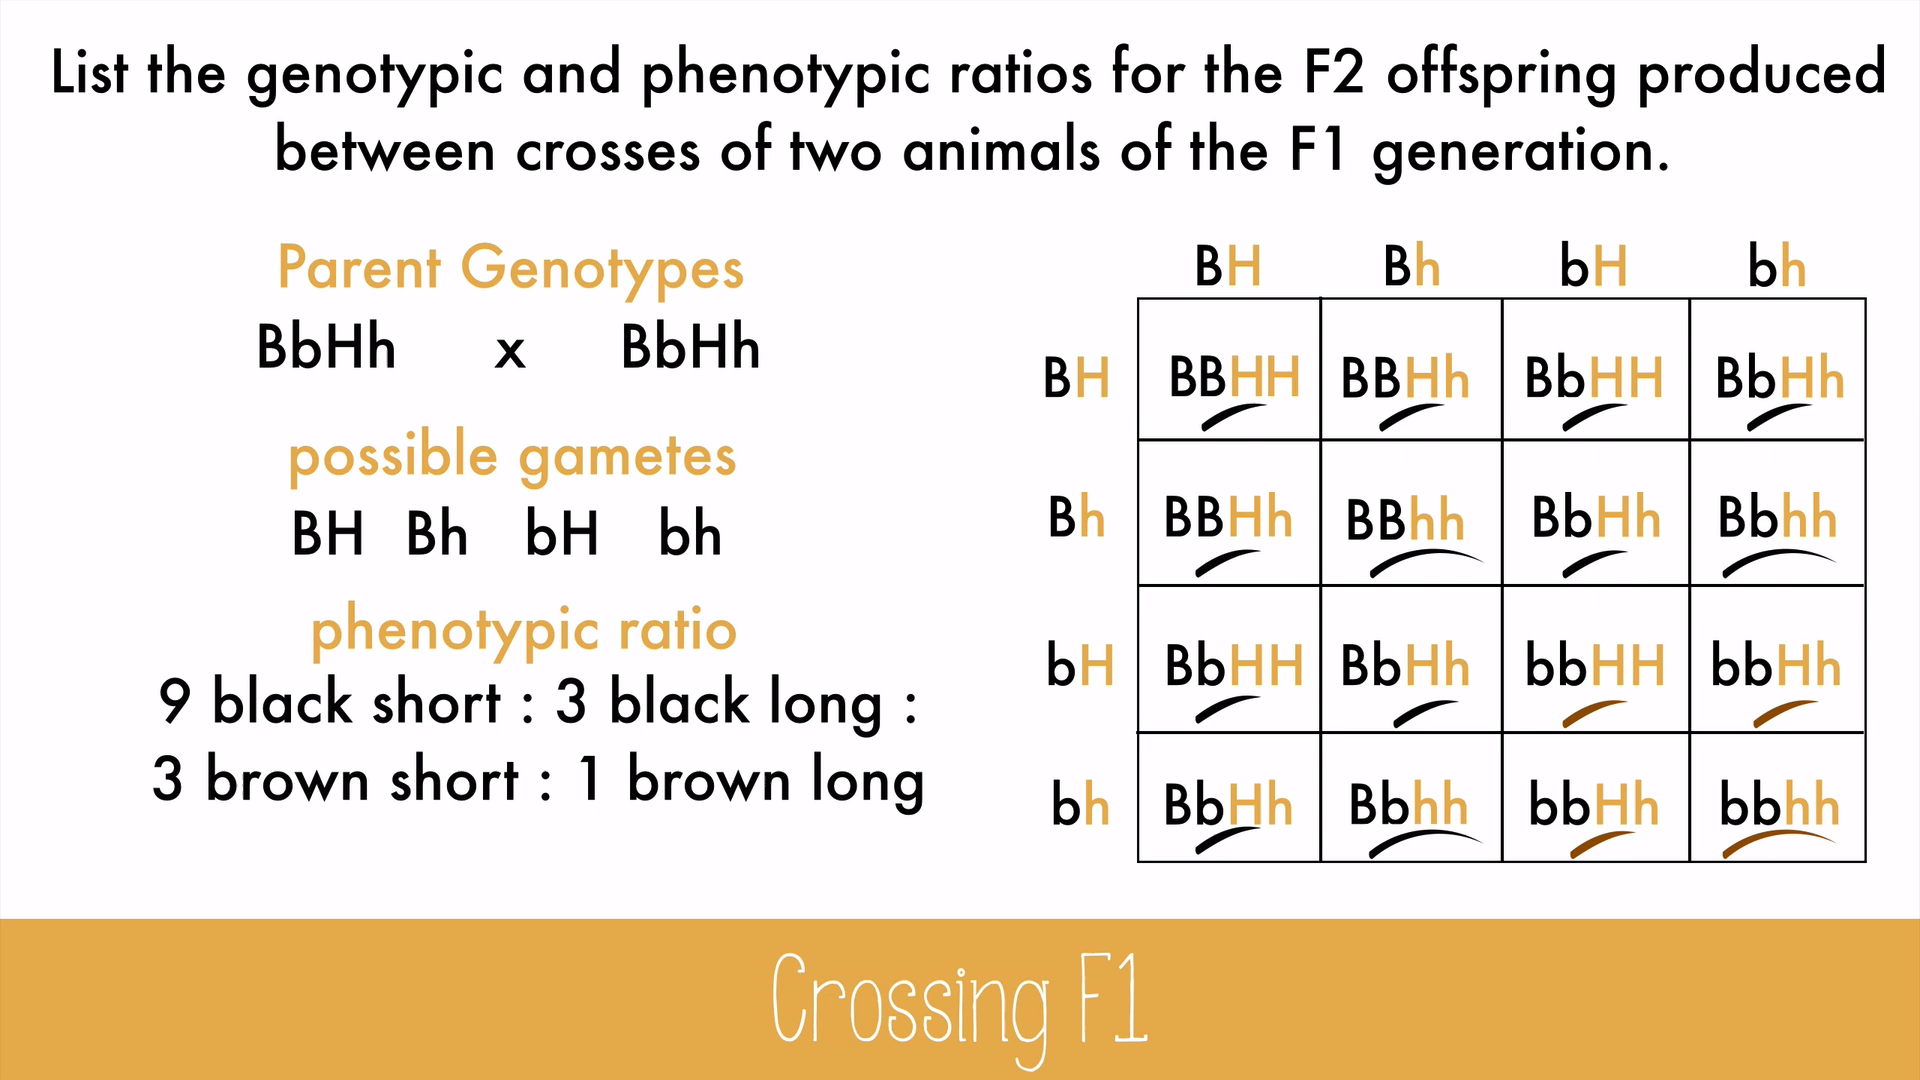 List the genotypic and phenotypic ratios for the F2 offspring produced
between crosses of two animals of the F1 generation.
Parent Genotypes
BbHh x BbHh
possible gametes
BH Bh bH bh
phenotypic ratio
9 black short : 3 black long :
3 brown short : 1 brown long
BH Bh bH bh
BH BBHH BBHh BbHH BbHh
Bh BBHh BBhh BbHh Bbhh
bH BbHH BbHh bbHH bbHh
bh BbHh Bbhh bbHh bbhh
Crossing F1